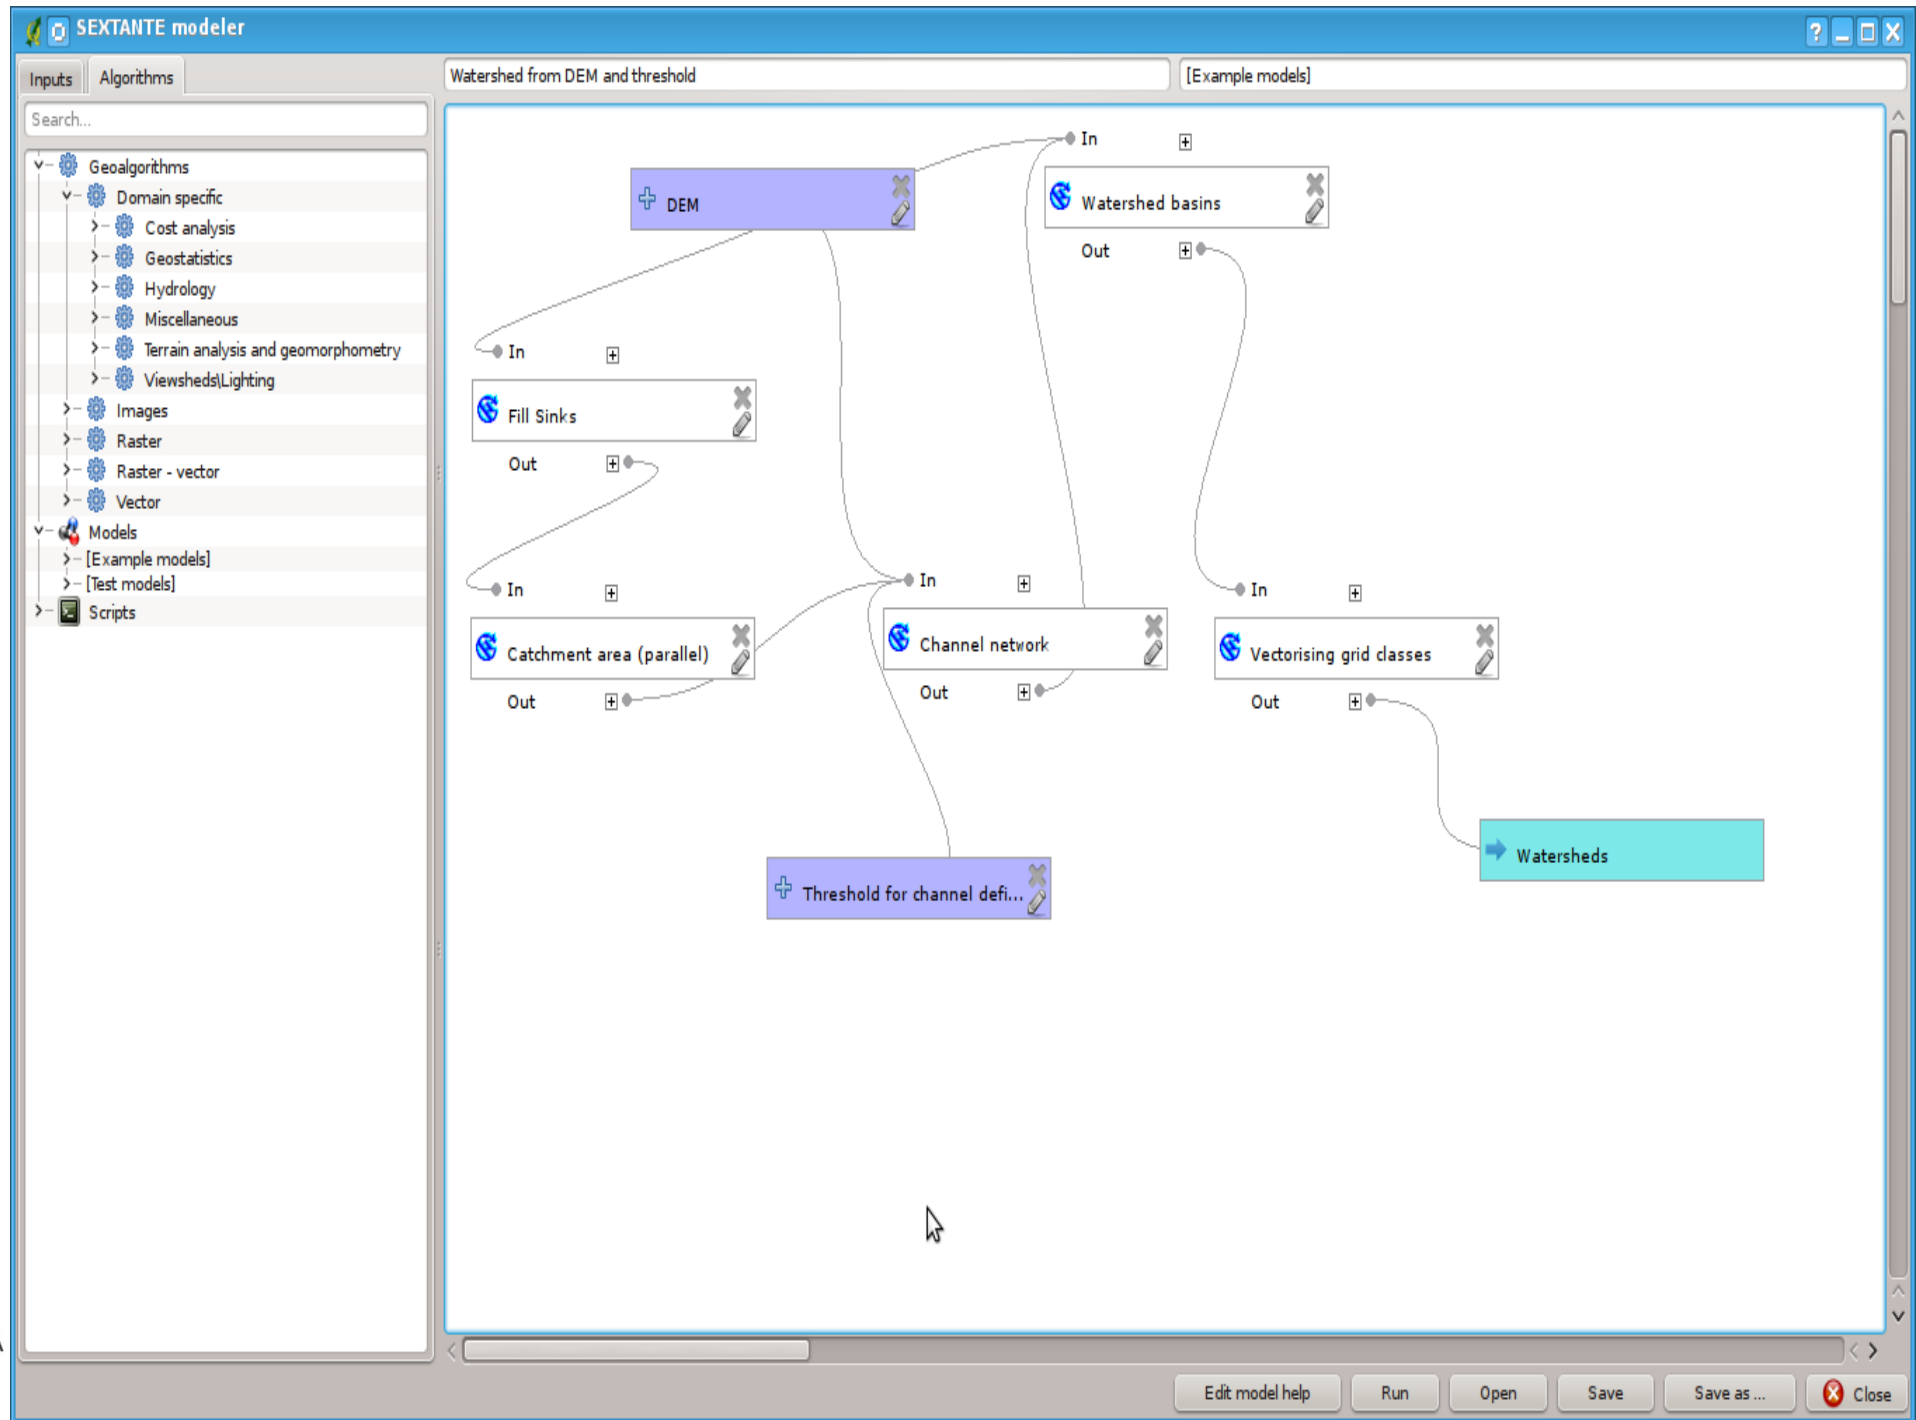 SEXTANTE modeler
Inputs
Algorithms
Watershed from DEM and threshold
[Example models]
Search...
Geoalgorithms
Domain specific
Cost analysis
Geostatistics
Hydrology
Miscellaneous
Terrain analysis and geomorphometry
Viewsheds\Lighting
Images
Raster
Raster - vector
Vector
Models
[Example models]
[Test models]
Scripts
In
DEM
Watershed basins
Out
In
Fill Sinks
Out
In
Catchment area (parallel)
Out
In
Channel network
Out
In
Vectorising grid classes
Out
Threshold for channel defi...
Watersheds
Edit model help
Run
Open
Save
Save as ...
Close